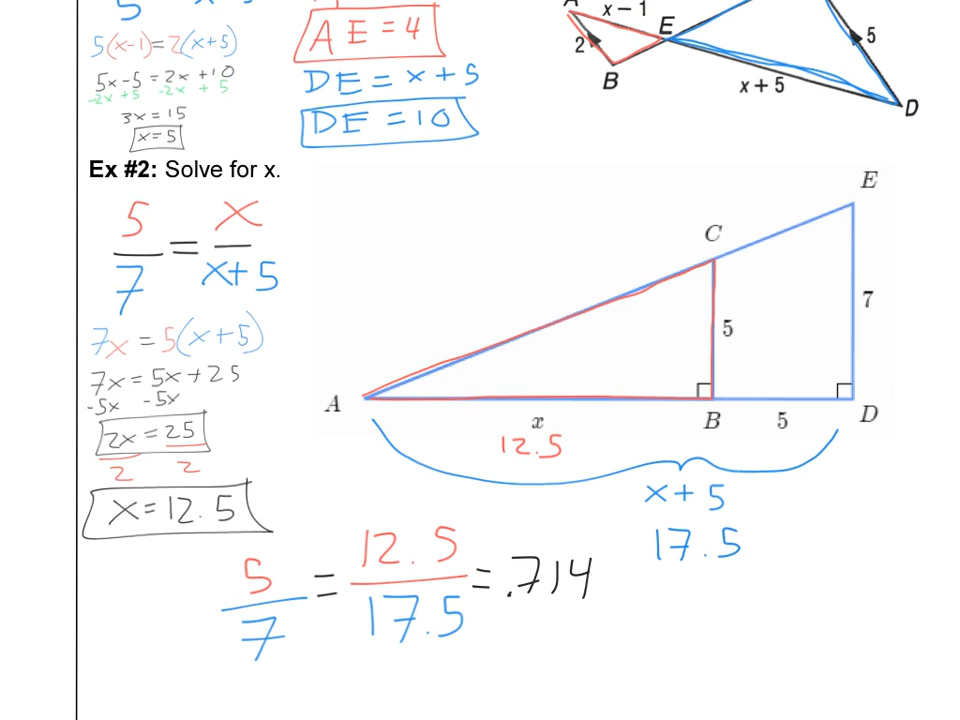 5
5(x-1)=2(x+5)
5x-5=2x+10
-2x+5 -2x+5
3x=15
x=5
AE=4
DE=x+5
DE=10
x − 1
E
2
B
x + 5
5
D
Ex #2: Solve for x.
5/7 = x/x+5
7x = 5(x+5)
7x = 5x+25
-5x -5x
2x = 25
2 2
x = 12.5
E
C
7
5
A
x
B
5
D
12.5
x+5
17.5
5/7 = 12.5/17.5 = .714